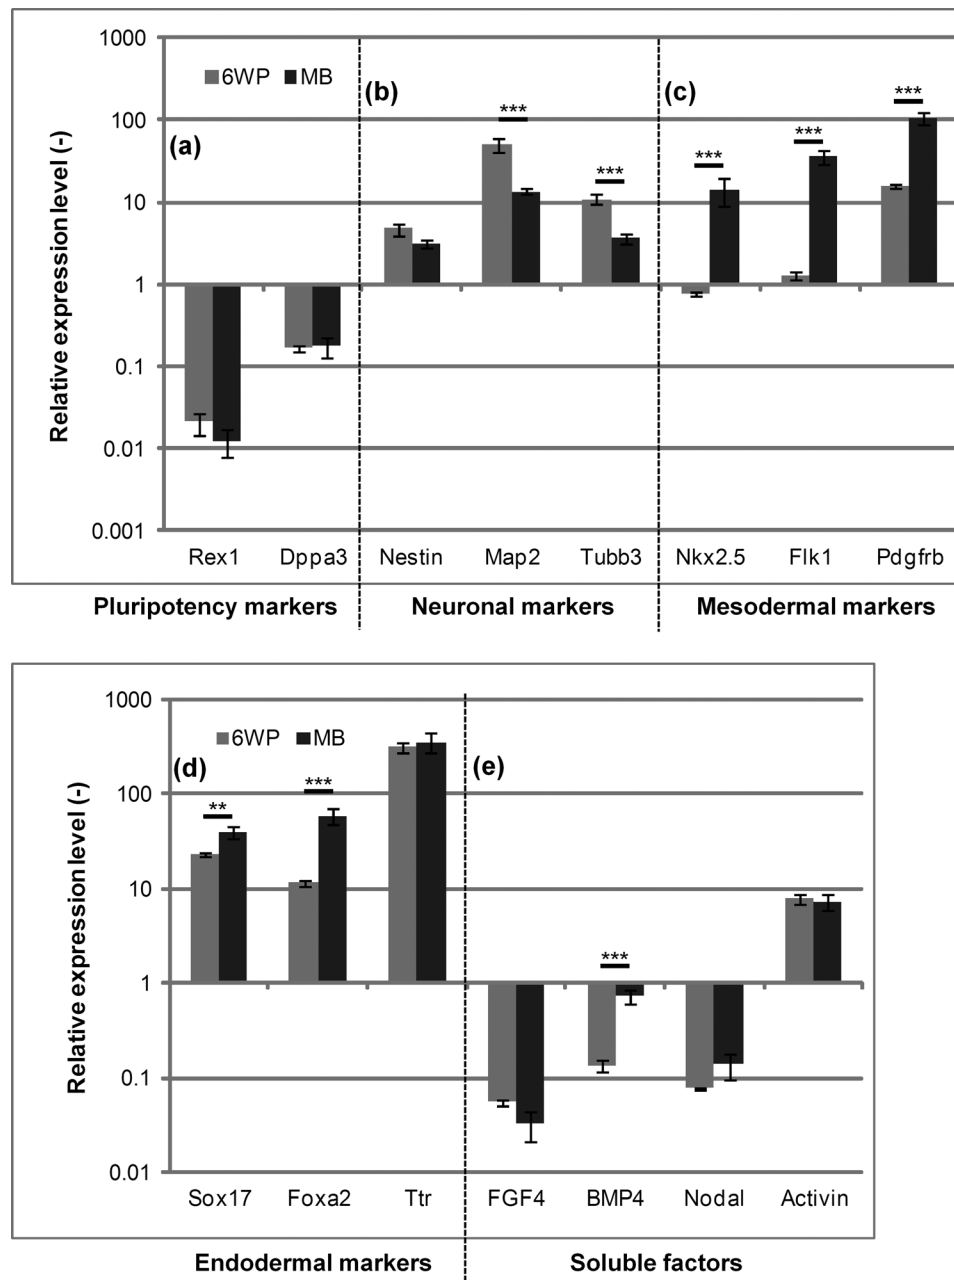 1000
6WP MB
(a)
(b)
***
***
(c)
***
***
***
100
10
1
0.1
0.01
0.001
Relative expression level (-)
Rex1 Dppa3 Nestin Map2 Tubb3 Nkx2.5 Flk1 Pdgfrb
Pluripotency markers Neuronal markers Mesodermal markers
1000
6WP MB
(d)
**
***
(e)
***
100
10
1
0.1
0.01
Relative expression level (-)
Sox17 Foxa2 Ttr FGF4 BMP4 Nodal Activin
Endodermal markers Soluble factors